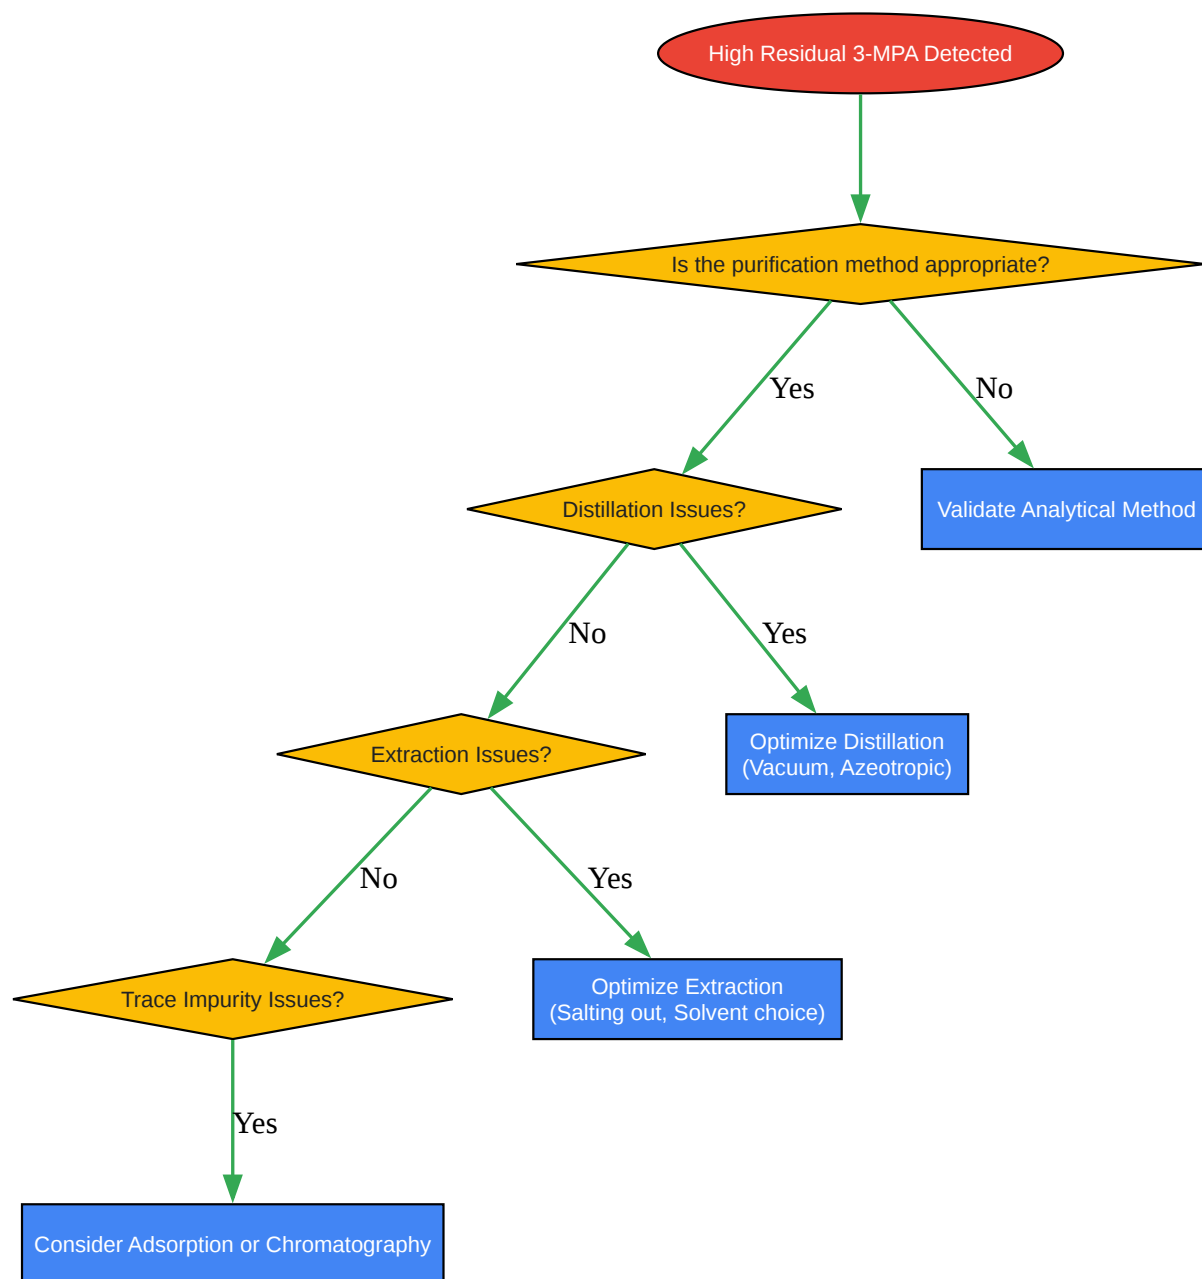 High Residual 3-MPA Detected
Is the purification method appropriate?
Yes
No
Distillation Issues?
Validate Analytical Method
No
Yes
Extraction Issues?
Optimize Distillation
(Vacuum, Azeotropic)
No
Yes
Trace Impurity Issues?
Optimize Extraction
(Salting out, Solvent choice)
Yes
Consider Adsorption or Chromatography